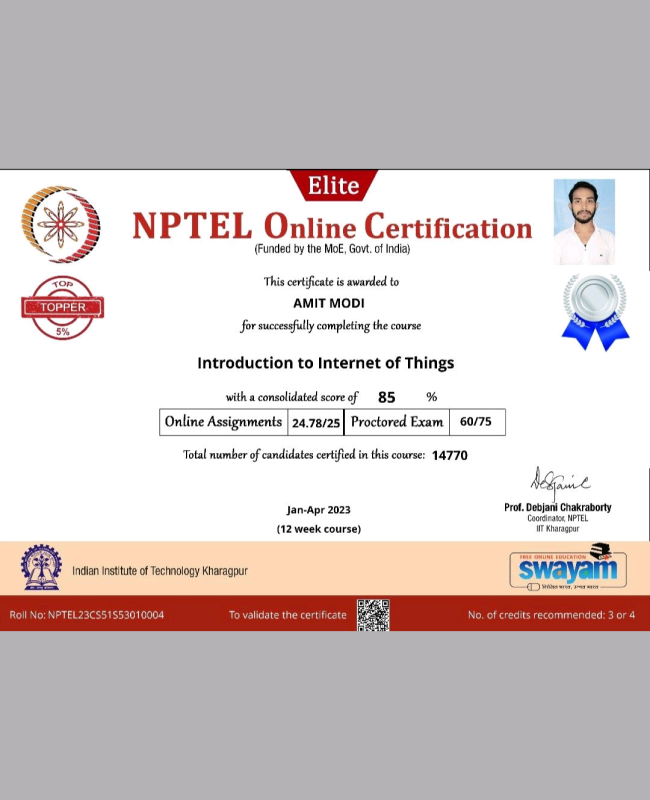 Elite
NPTEL Online Certification
(Funded by the MoE, Govt. of India)
TOP
TOPPER
5%
This certificate is awarded to
AMIT MODI
for successfully completing the course
Introduction to Internet of Things
with a consolidated score of 85 %
Online Assignments 24.78/25 Proctored Exam 60/75
Total number of candidates certified in this course: 14770
Jan-Apr 2023
(12 week course)
Prof. Debjani Chakraborty
Coordinator, NPTEL
IIT Kharagpur
Indian Institute of Technology Kharagpur
FREE ONLINE EDUCATION
swayam
शिक्षित भारत, उन्नत भारत
Roll No: NPTEL23CS51S53010004 To validate the certificate No. of credits recommended: 3 or 4